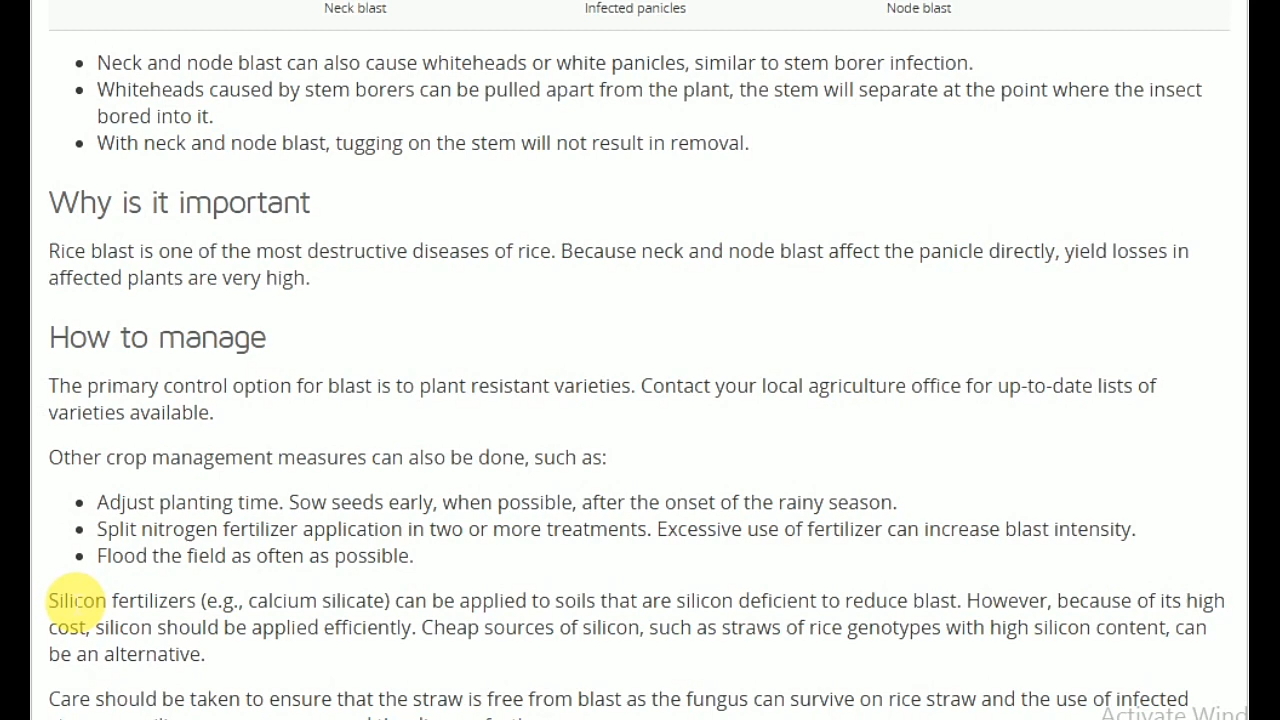 Neck blast Infected panicles Node blast
• Neck and node blast can also cause whiteheads or white panicles, similar to stem borer infection.
• Whiteheads caused by stem borers can be pulled apart from the plant, the stem will separate at the point where the insect
bored into it.
• With neck and node blast, tugging on the stem will not result in removal.
Why is it important
Rice blast is one of the most destructive diseases of rice. Because neck and node blast affect the panicle directly, yield losses in
affected plants are very high.
How to manage
The primary control option for blast is to plant resistant varieties. Contact your local agriculture office for up-to-date lists of
varieties available.
Other crop management measures can also be done, such as:
• Adjust planting time. Sow seeds early, when possible, after the onset of the rainy season.
• Split nitrogen fertilizer application in two or more treatments. Excessive use of fertilizer can increase blast intensity.
• Flood the field as often as possible.
Silicon fertilizers (e.g., calcium silicate) can be applied to soils that are silicon deficient to reduce blast. However, because of its high
cost, silicon should be applied efficiently. Cheap sources of silicon, such as straws of rice genotypes with high silicon content, can
be an alternative.
Care should be taken to ensure that the straw is free from blast as the fungus can survive on rice straw and the use of infected
Activate Wind